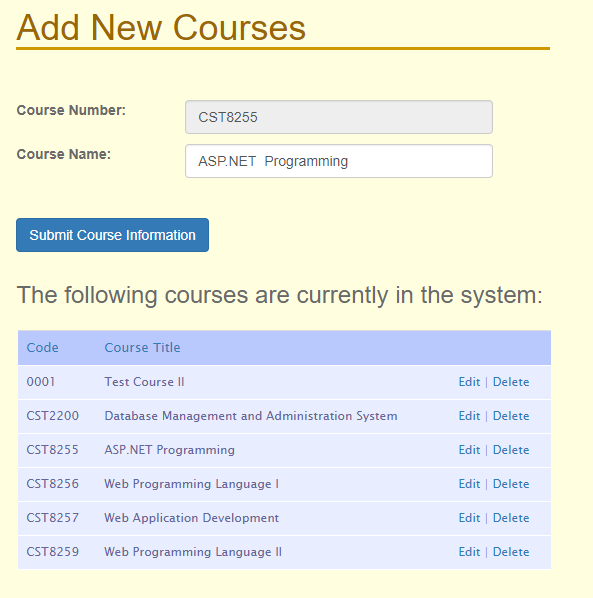 Add New Courses
Course Number: CST8255
Course Name: ASP.NET  Programming
Submit Course Information
The following courses are currently in the system:
Code Course Title
0001 Test Course II Edit | Delete
CST2200 Database Management and Administration System Edit | Delete
CST8255 ASP.NET Programming Edit | Delete
CST8256 Web Programming Language I Edit | Delete
CST8257 Web Application Development Edit | Delete
CST8259 Web Programming Language II Edit | Delete